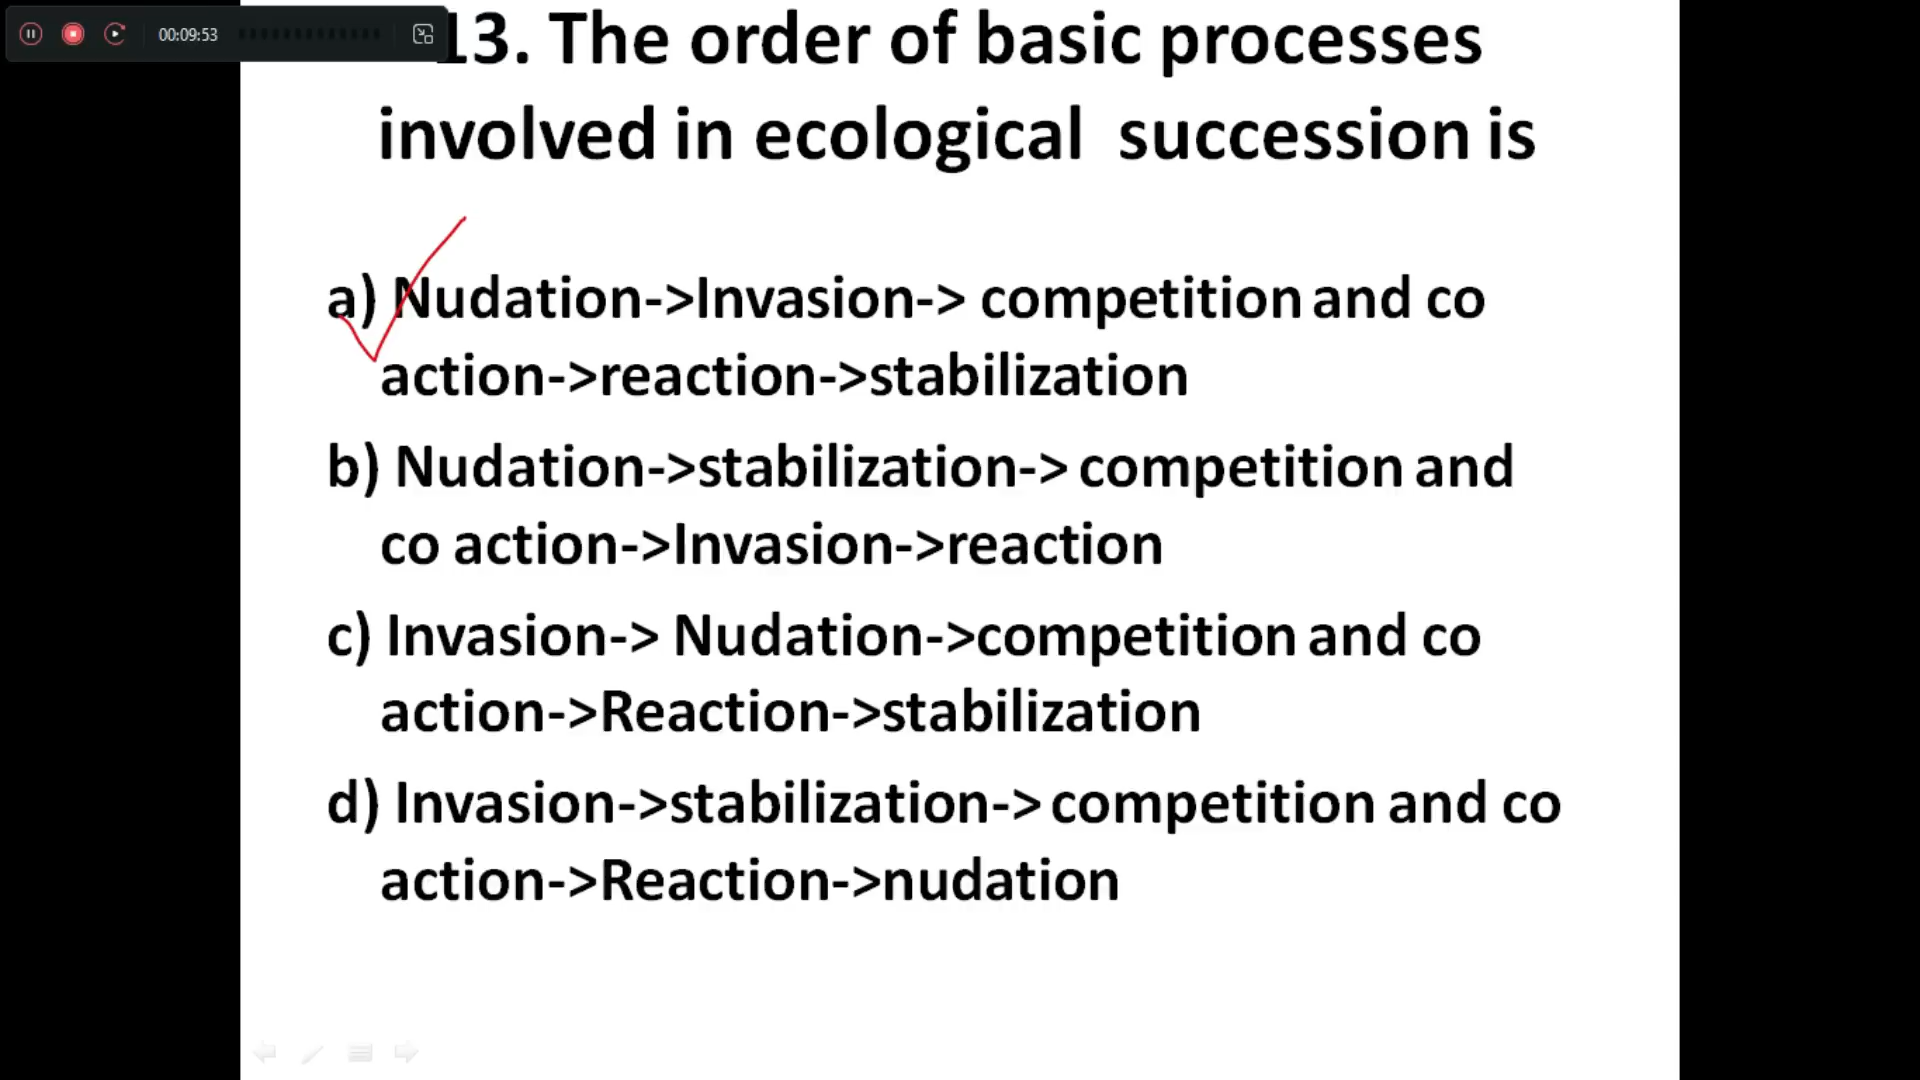 00:09:53
13. The order of basic processes
involved in ecological succession is
a) Nudation->Invasion-> competition and co
action->reaction->stabilization
b) Nudation->stabilization-> competition and
co action->Invasion->reaction
c) Invasion-> Nudation->competition and co
action->Reaction->stabilization
d) Invasion->stabilization-> competition and co
action->Reaction->nudation